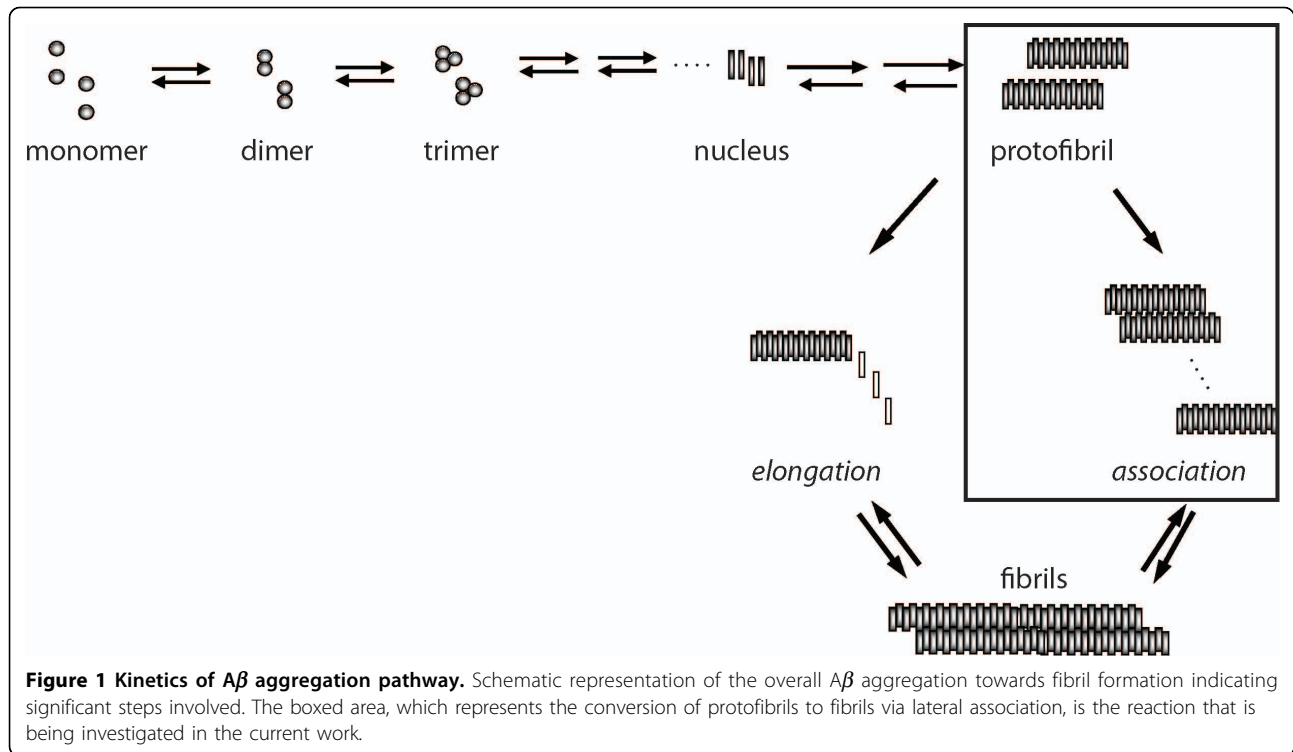 monomer dimer trimer nucleus protofibril
elongation association
fibrils
Figure 1 Kinetics of Aβ aggregation pathway. Schematic representation of the overall Aβ aggregation towards fibril formation indicating
significant steps involved. The boxed area, which represents the conversion of protofibrils to fibrils via lateral association, is the reaction that is
being investigated in the current work.